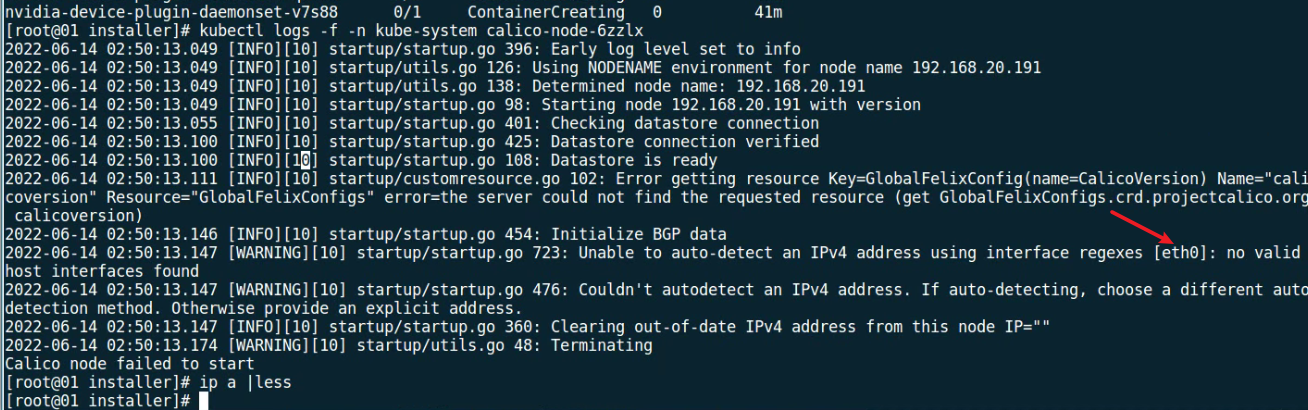 nvidia-device-plugin-daemonset-v7s88      0/1     ContainerCreating   0          41m
[root@01 installer]# kubectl logs -f -n kube-system calico-node-6zzlx
2022-06-14 02:50:13.049 [INFO][10] startup/startup.go 396: Early log level set to info
2022-06-14 02:50:13.049 [INFO][10] startup/utils.go 126: Using NODENAME environment for node name 192.168.20.191
2022-06-14 02:50:13.049 [INFO][10] startup/utils.go 138: Determined node name: 192.168.20.191
2022-06-14 02:50:13.049 [INFO][10] startup/startup.go 98: Starting node 192.168.20.191 with version
2022-06-14 02:50:13.055 [INFO][10] startup/startup.go 401: Checking datastore connection
2022-06-14 02:50:13.100 [INFO][10] startup/startup.go 425: Datastore connection verified
2022-06-14 02:50:13.100 [INFO][10] startup/startup.go 108: Datastore is ready
2022-06-14 02:50:13.111 [INFO][10] startup/customresource.go 102: Error getting resource Key=GlobalFelixConfig(name=CalicoVersion) Name="cali
coversion" Resource="GlobalFelixConfigs" error=the server could not find the requested resource (get GlobalFelixConfigs.crd.projectcalico.org
 calicoversion)
2022-06-14 02:50:13.146 [INFO][10] startup/startup.go 454: Initialize BGP data
2022-06-14 02:50:13.147 [WARNING][10] startup/startup.go 723: Unable to auto-detect an IPv4 address using interface regexes [eth0]: no valid
host interfaces found
2022-06-14 02:50:13.147 [WARNING][10] startup/startup.go 476: Couldn't autodetect an IPv4 address. If auto-detecting, choose a different auto
detection method. Otherwise provide an explicit address.
2022-06-14 02:50:13.147 [INFO][10] startup/startup.go 360: Clearing out-of-date IPv4 address from this node IP=""
2022-06-14 02:50:13.174 [WARNING][10] startup/utils.go 48: Terminating
Calico node failed to start
[root@01 installer]# ip a |less
[root@01 installer]#